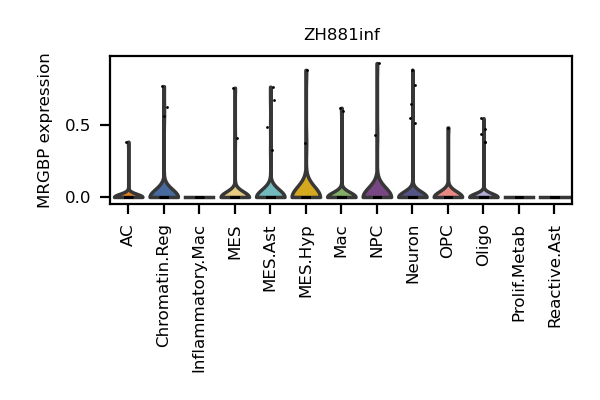 ZH881inf
MRGBP expression
0.5
0.0
AC
Chromatin.Reg
Inflammatory.Mac
MES
MES.Ast
MES.Hyp
Mac
NPC
Neuron
OPC
Oligo
Prolif.Metab
Reactive.Ast